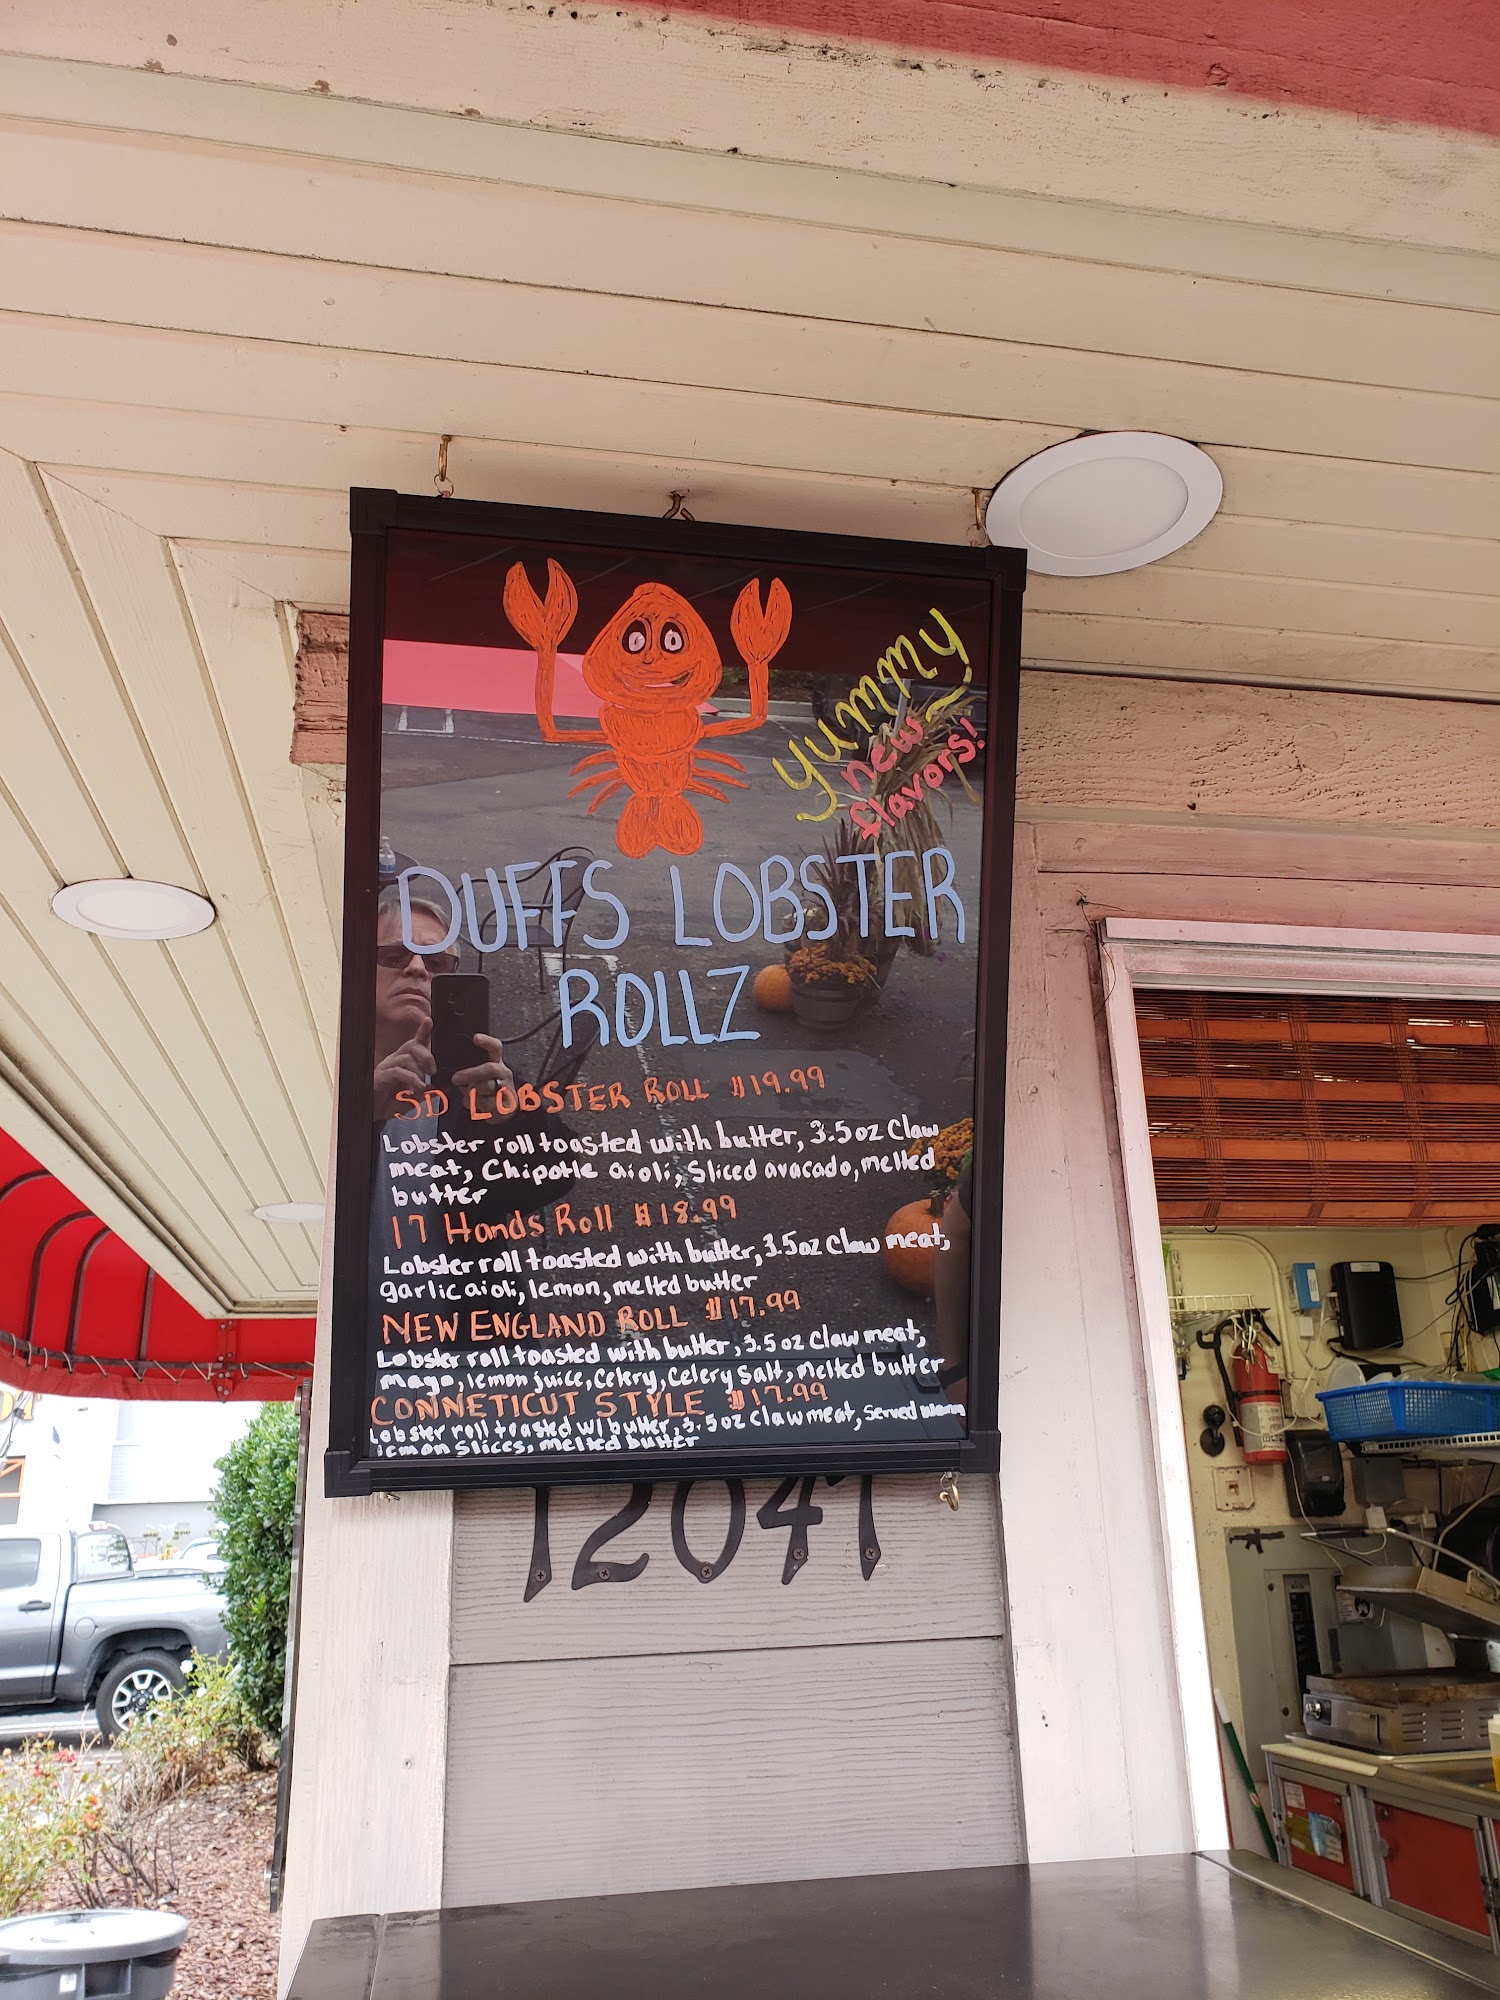 yummy
new
flavors!
DUFFS LOBSTER
ROLLZ
SD LOBSTER ROLL $19.99
Lobster roll toasted with butter, 3.5oz Claw
meat, Chipotle aioli, Sliced avacado, melted
butter
17 Hands Roll $18.99
Lobster roll toasted with butter, 3.5oz Claw meat,
garlic aioli, lemon, melted butter
NEW ENGLAND ROLL $17.99
Lobster roll toasted with butter, 3.5 oz Claw meat,
mayo, lemon juice, Celery, Celery Salt, Melted butter
CONNETICUT STYLE $17.99
Lobster roll toasted w/ butter, 3.5oz Claw meat, Served warm
lemon Slices, melted butter
12047